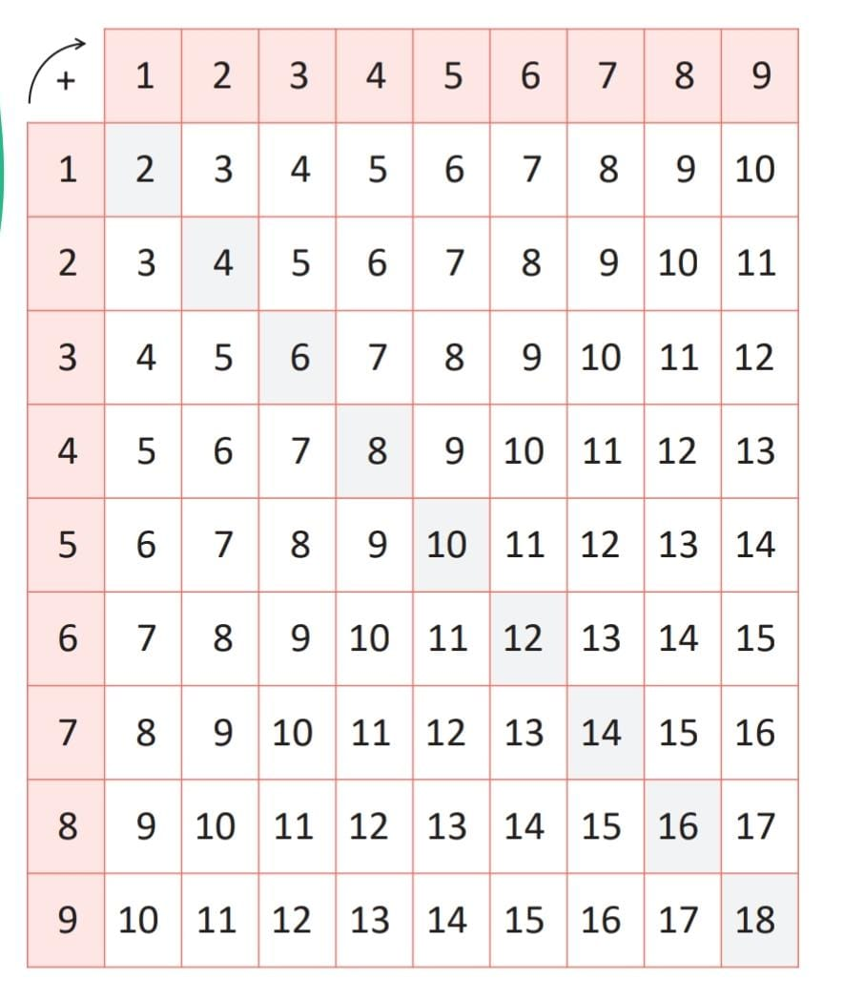 + 1 2 3 4 5 6 7 8 9
1 2 3 4 5 6 7 8 9 10
2 3 4 5 6 7 8 9 10 11
3 4 5 6 7 8 9 10 11 12
4 5 6 7 8 9 10 11 12 13
5 6 7 8 9 10 11 12 13 14
6 7 8 9 10 11 12 13 14 15
7 8 9 10 11 12 13 14 15 16
8 9 10 11 12 13 14 15 16 17
9 10 11 12 13 14 15 16 17 18